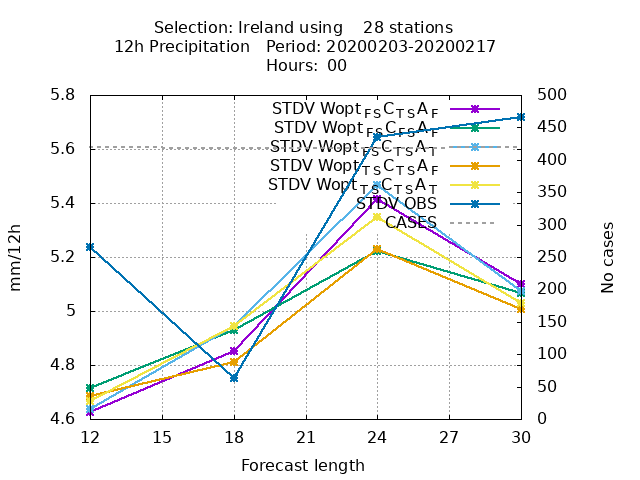 Selection: Ireland using 28 stations
12h Precipitation Period: 20200203-20200217
Hours: 00
STDV Wopt FS C TS A F
STDV Wopt FS C FS A F
STDV Wopt FS C TS A T
STDV Wopt TS C TS A F
STDV Wopt TS C TS A T
STDV OBS
CASES
5.8
5.6
5.4
5.2
5
4.8
4.6
mm/12h
500
450
400
350
300
250
200
150
100
50
0
No cases
12 15 18 21 24 27 30
Forecast length